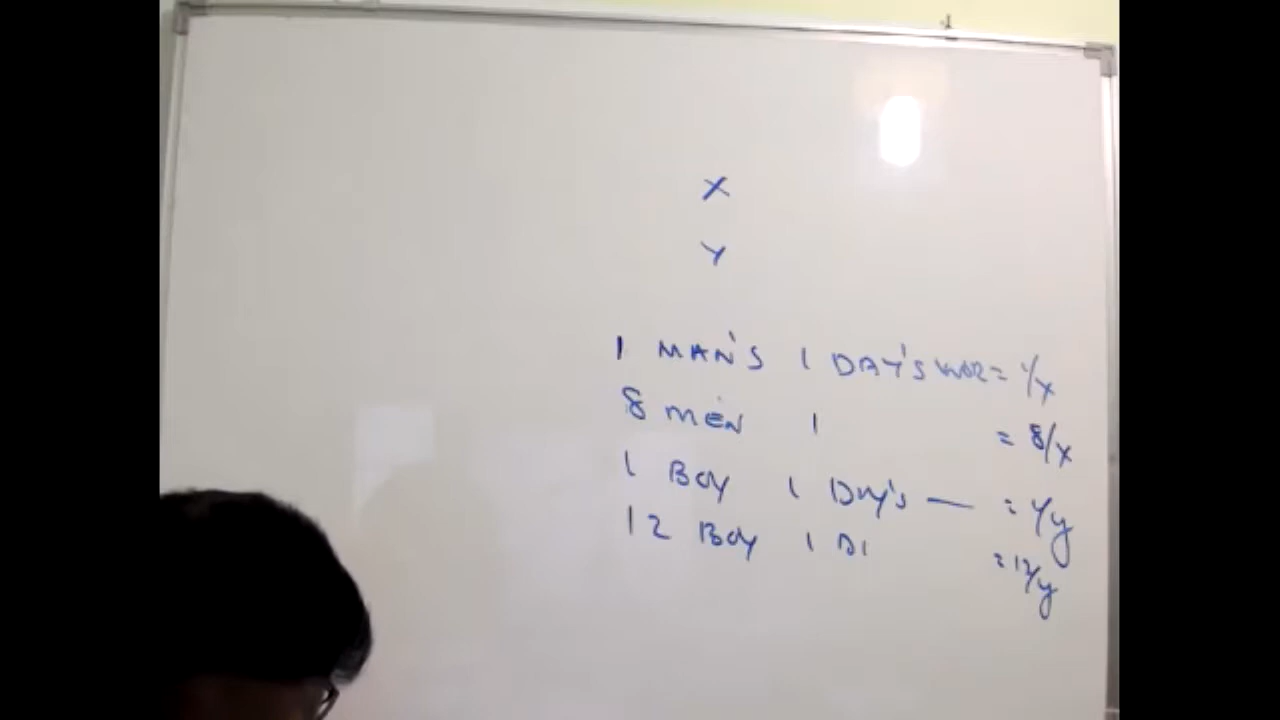 X
Y
1 MAN'S 1 DAY'S WOR = 1/x
8 MEN 1 = 8/x
1 BOY 1 DAY'S — = 1/y
12 BOY 1 DI = 12/y